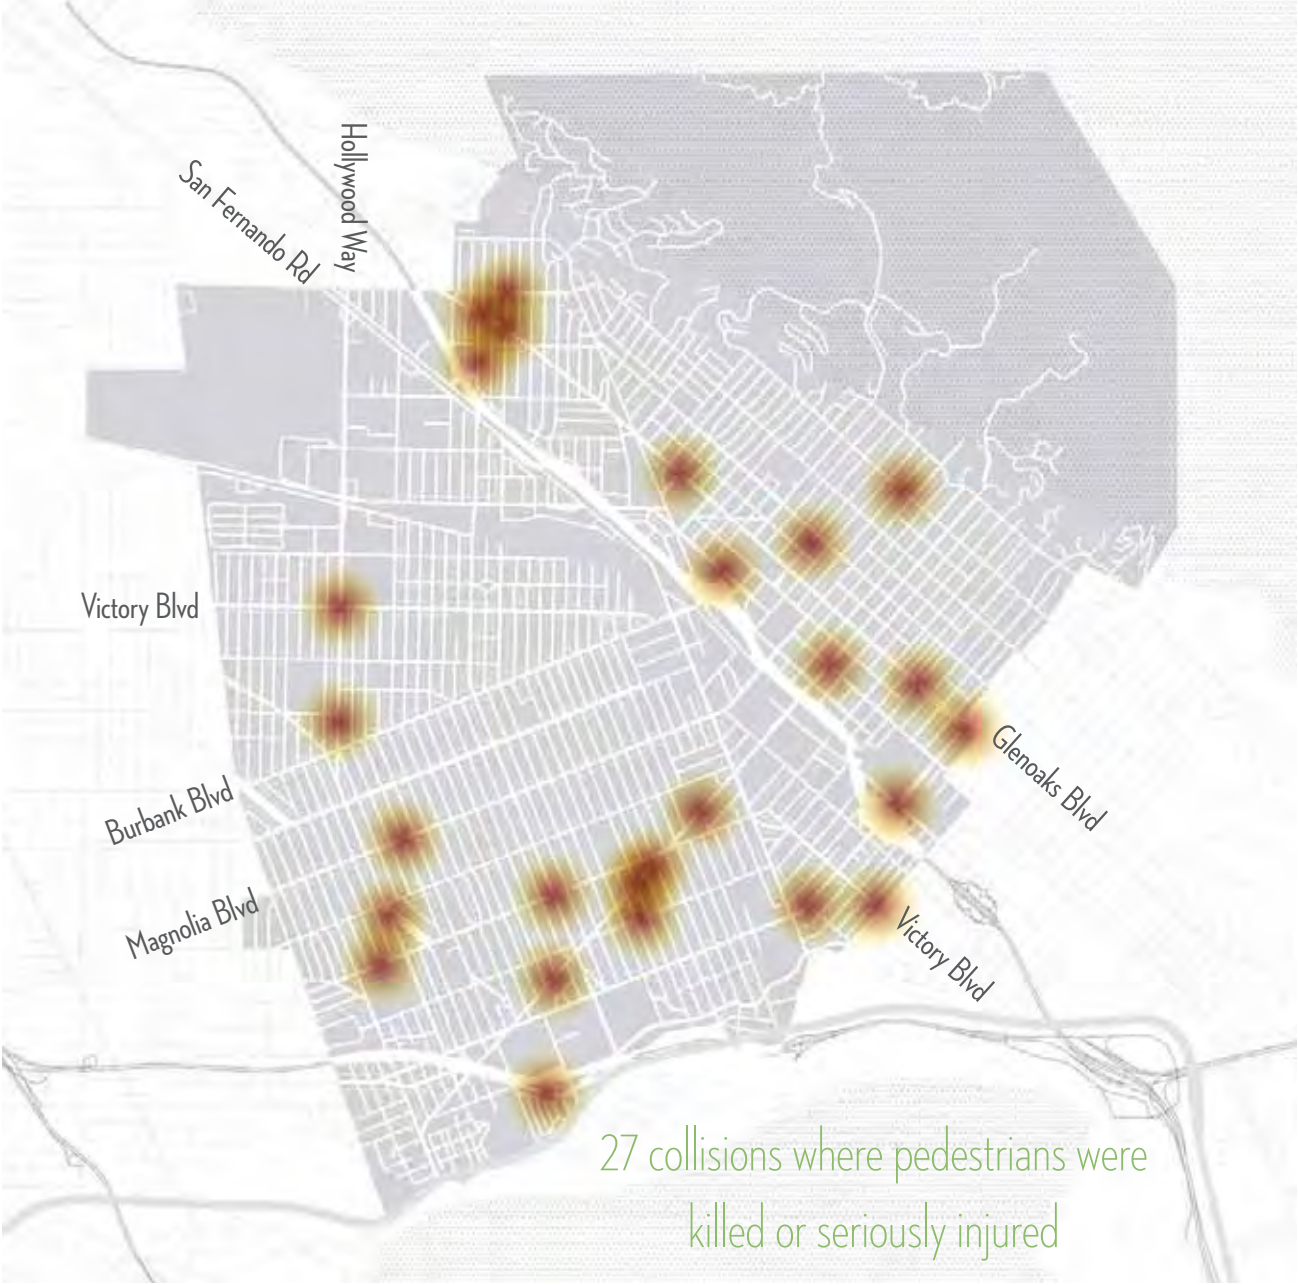 Hollywood Way
San Fernando Rd
Victory Blvd
Glenoaks Blvd
Burbank Blvd
Magnolia Blvd
Victory Blvd
27 collisions where pedestrians were
killed or seriously injured